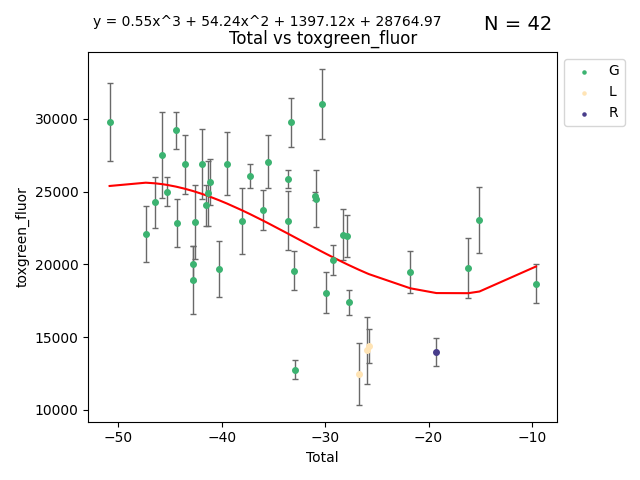 y = 0.55x^3 + 54.24x^2 + 1397.12x + 28764.97
N = 42
Total vs toxgreen_fluor
G
L
R
toxgreen_fluor
30000
25000
20000
15000
10000
−50
−40
−30
−20
−10
Total